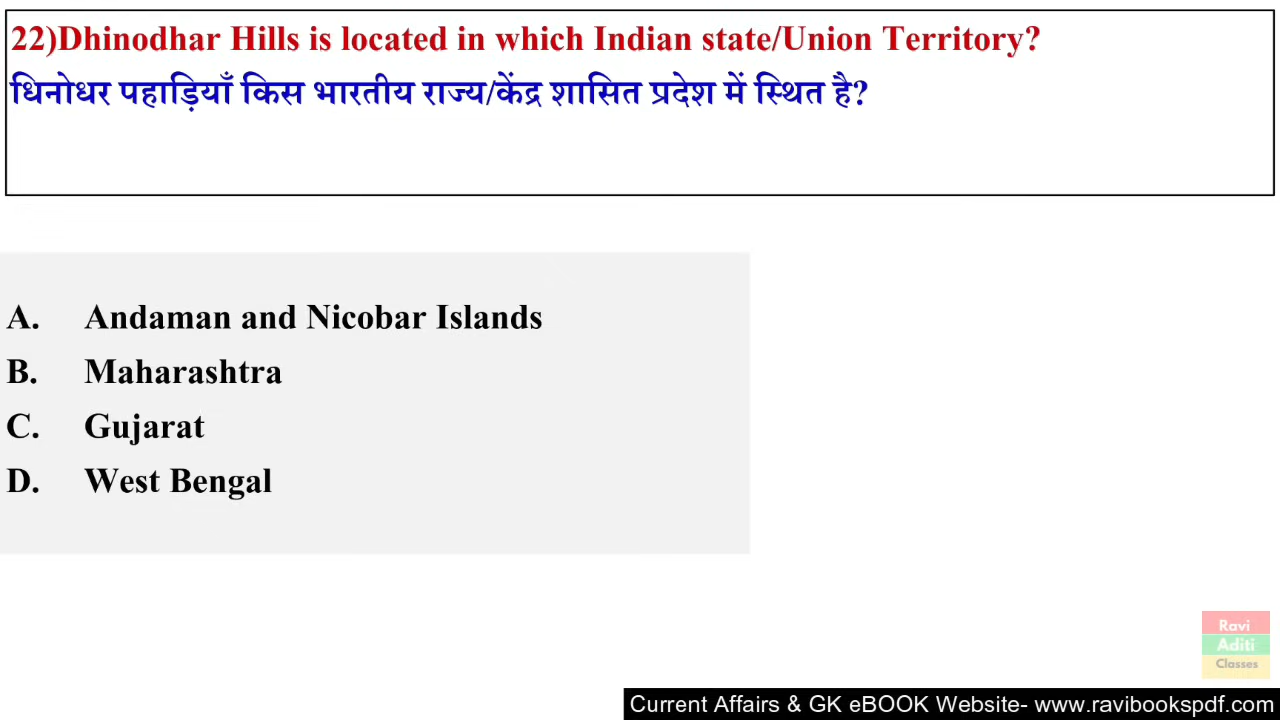 22)Dhinodhar Hills is located in which Indian state/Union Territory?
धिनोधर पहाड़ियाँ किस भारतीय राज्य/केंद्र शासित प्रदेश में स्थित है?
A. Andaman and Nicobar Islands
B. Maharashtra
C. Gujarat
D. West Bengal
Ravi
Aditi
Classes
Current Affairs & GK eBOOK Website- www.ravibookspdf.com